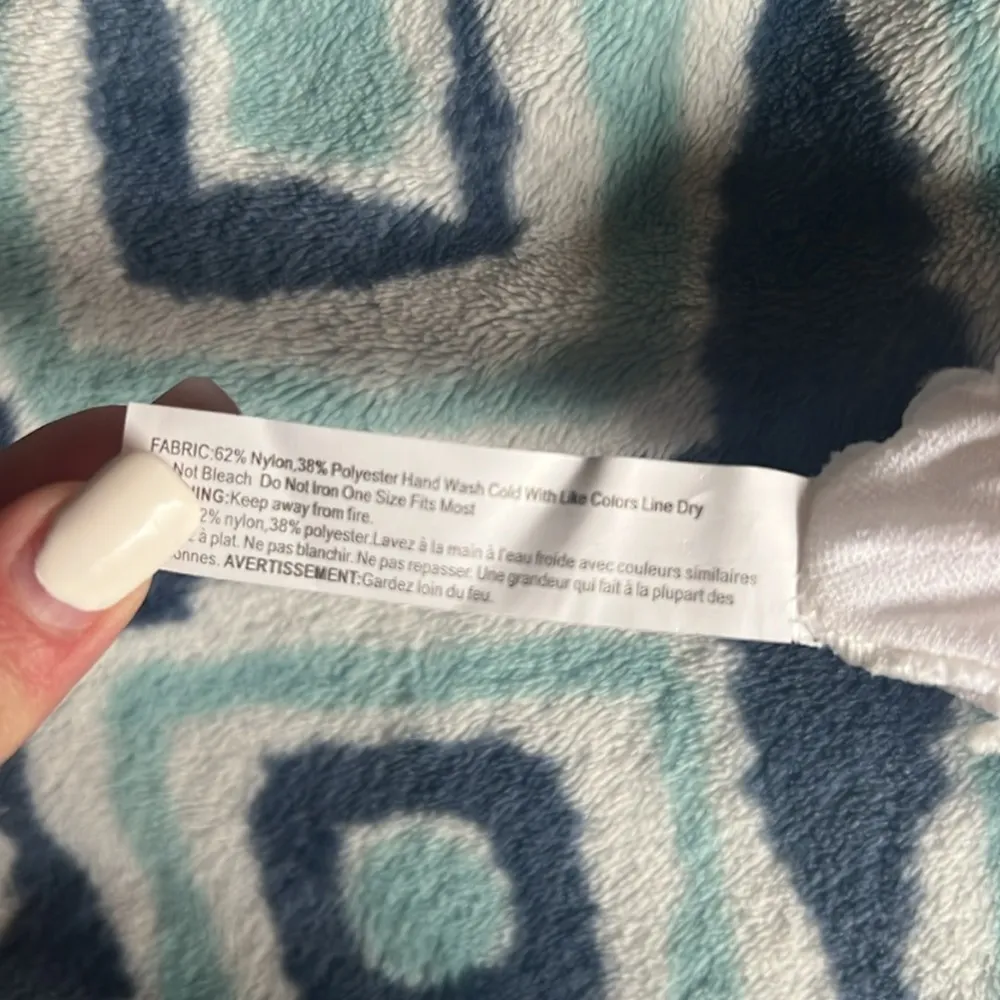 FABRIC:62% Nylon,38% Polyester Hand Wash Cold With Like Colors Line Dry
Not Bleach Do Not Iron One Size Fits Most
ING:Keep away from fire.
2% nylon,38% polyester.Lavez à la main à l'eau froide avec couleurs similaires
à plat. Ne pas blanchir. Ne pas repasser. Une grandeur qui fait à la plupart des
onnes. AVERTISSEMENT:Gardez loin du feu.